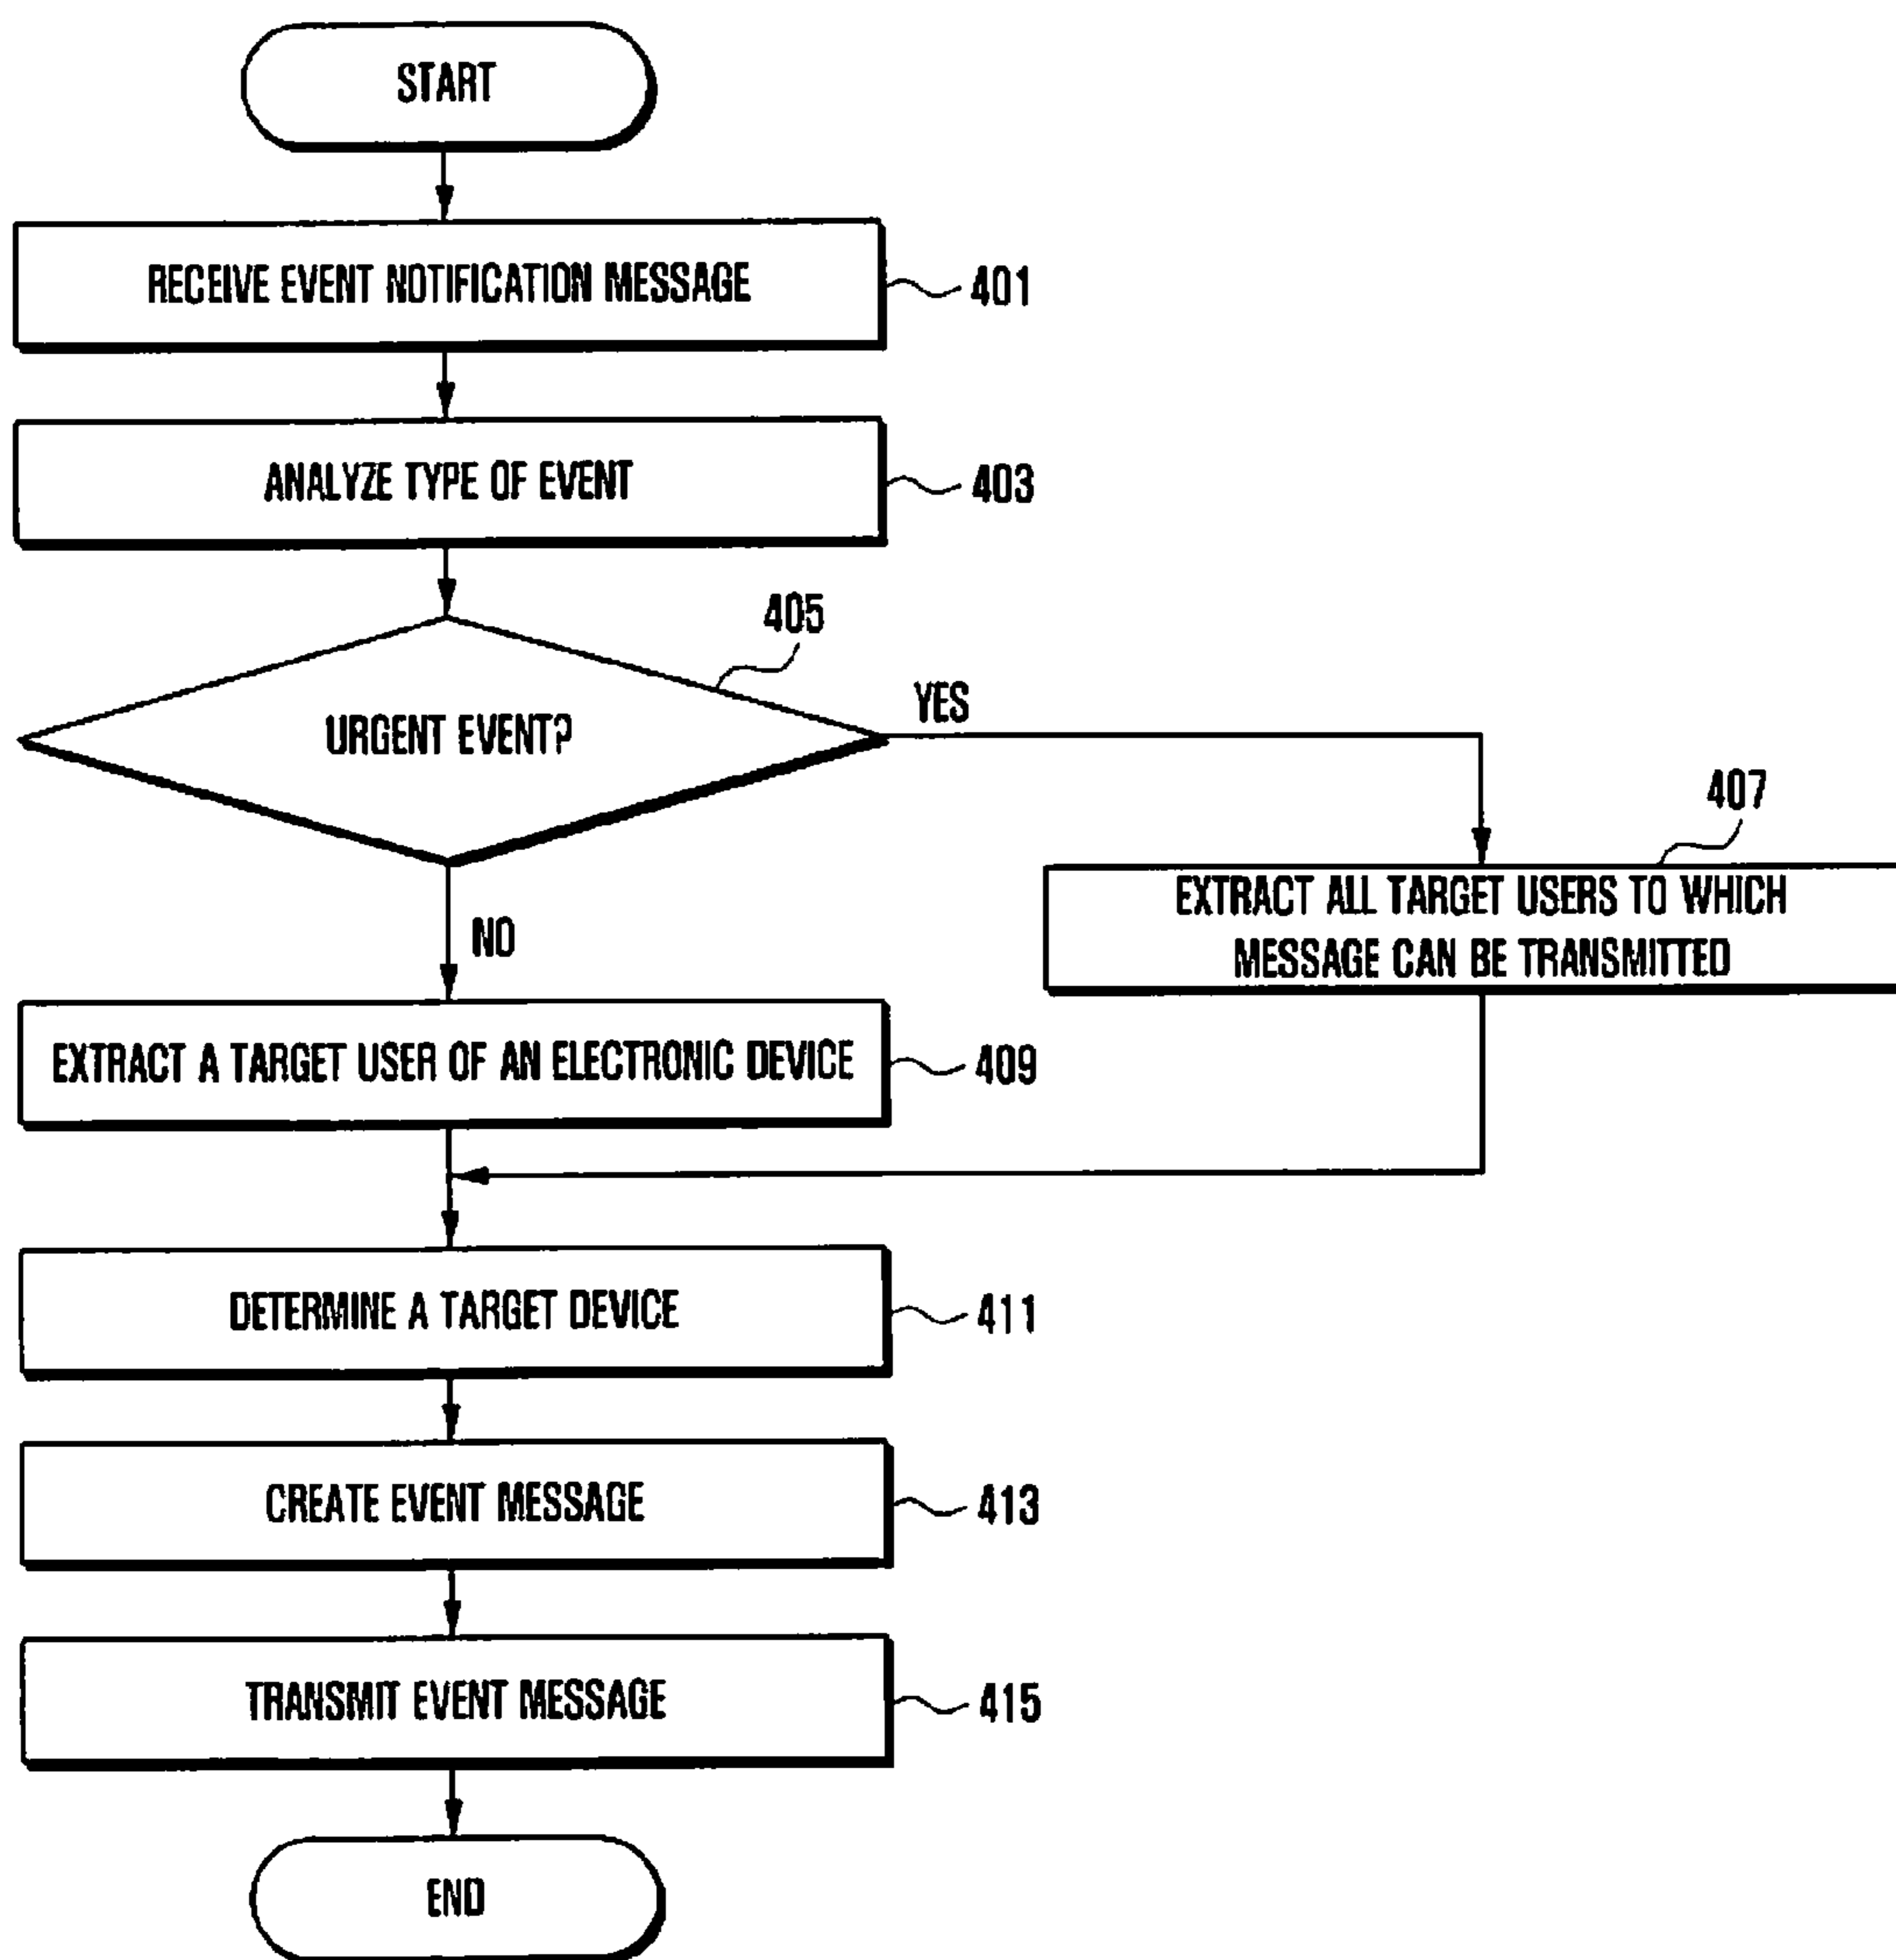 START
RECEIVE EVENT NOTIFICATION MESSAGE
401
ANALYZE TYPE OF EVENT
403
405
URGENT EVENT?
YES
407
EXTRACT ALL TARGET USERS TO WHICH
MESSAGE CAN BE TRANSMITTED
NO
EXTRACT A TARGET USER OF AN ELECTRONIC DEVICE
409
DETERMINE A TARGET DEVICE
411
CREATE EVENT MESSAGE
413
TRANSMIT EVENT MESSAGE
415
END